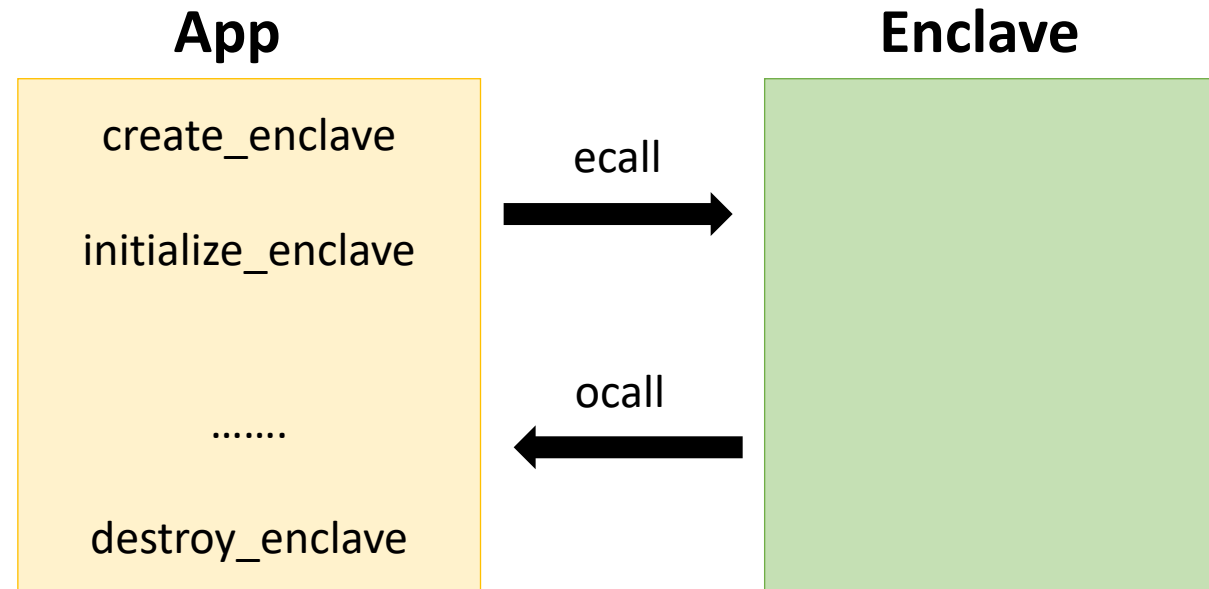 App
Enclave
create_enclave
ecall
initialize_enclave
ocall
.......
destroy_enclave